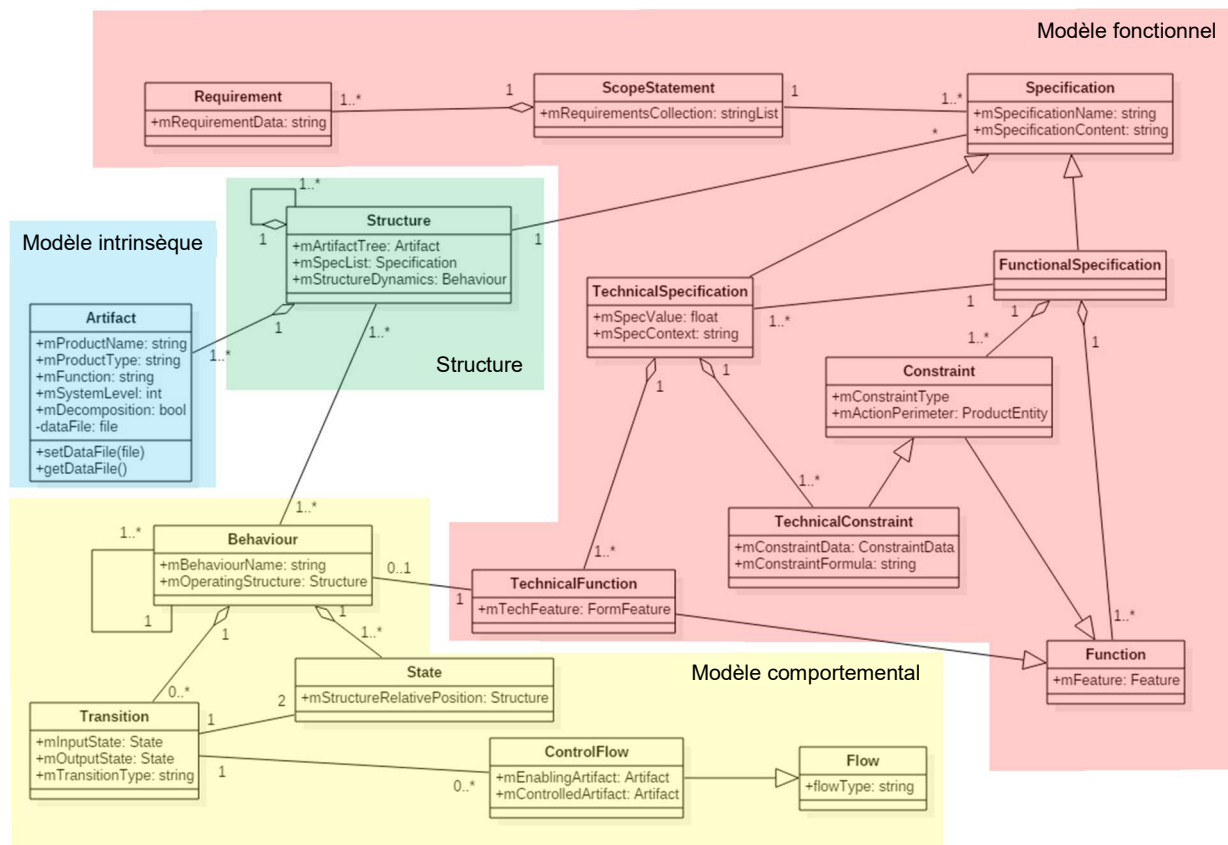 Modèle fonctionnel
Requirement
+mRequirementData: string
1..*
1
ScopeStatement
+mRequirementsCollection: stringList
1
1..*
Specification
+mSpecificationName: string
+mSpecificationContent: string
*
1..*
1
Structure
+mArtifactTree: Artifact
+mSpecList: Specification
+mStructureDynamics: Behaviour
1
1
1..*
1..*
Structure
Modèle intrinsèque
Artifact
+mProductName: string
+mProductType: string
+mFunction: string
+mSystemLevel: int
+mDecomposition: bool
-dataFile: file
+setDataFile(file)
+getDataFile()
TechnicalSpecification
+mSpecValue: float
+mSpecContext: string
1..*
1
1
1
FunctionalSpecification
1
1
1..*
Constraint
+mConstraintType
+mActionPerimeter: ProductEntity
1..*
TechnicalConstraint
+mConstraintData: ConstraintData
+mConstraintFormula: string
1..*
TechnicalFunction
+mTechFeature: FormFeature
1..*
Function
+mFeature: Feature
1..*
1..*
Behaviour
+mBehaviourName: string
+mOperatingStructure: Structure
0..1
1
1
1
1
1..*
Modèle comportemental
State
+mStructureRelativePosition: Structure
0..*
Transition
+mInputState: State
+mOutputState: State
+mTransitionType: string
1
2
1
0..*
ControlFlow
+mEnablingArtifact: Artifact
+mControlledArtifact: Artifact
Flow
+flowType: string